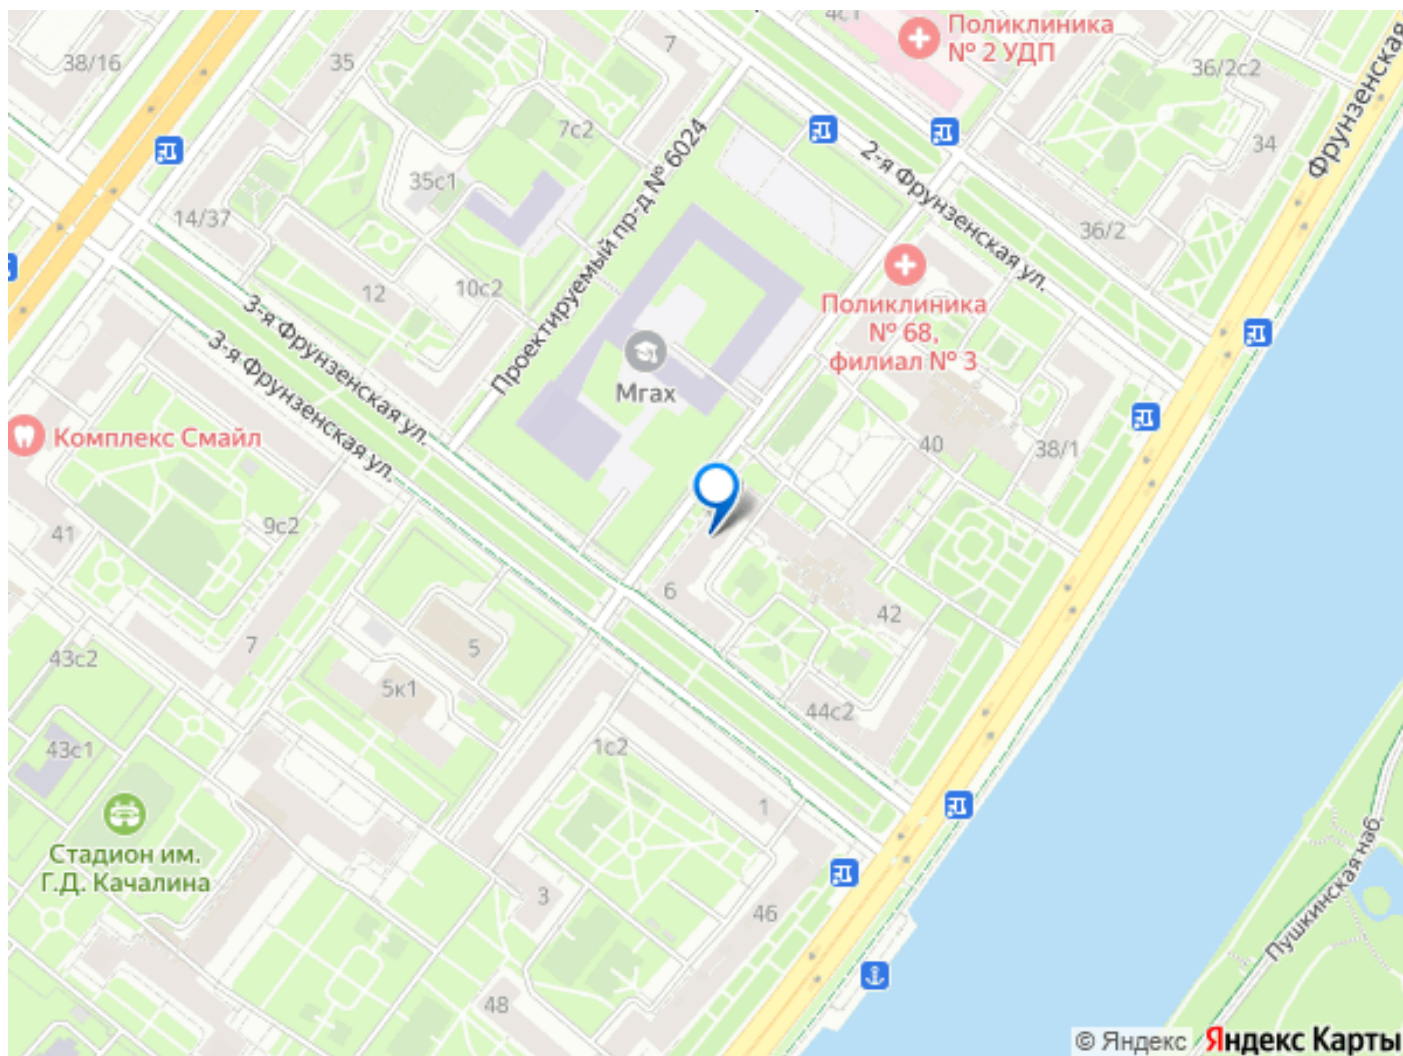 4с1
Поликлиника
№ 2 УДП
38/16
35
7
36/2с2
Фрунзенская
7с2
34
2-я Фрунзенская ул.
35с1
Проектируемый пр-д № 6024
14/37
36/2
12
10с2
Поликлиника
№ 68,
филиал № 3
3-я Фрунзенская ул.
3-я Фрунзенская ул.
Мгах
Комплекс Смайл
40
38/1
9с2
41
6
42
5
7
43с2
5к1
44с2
43с1
1с2
1
Стадион им.
Г.Д. Качалина
3
46
Пушкинская наб.
48
© Яндекс Яндекс Карты